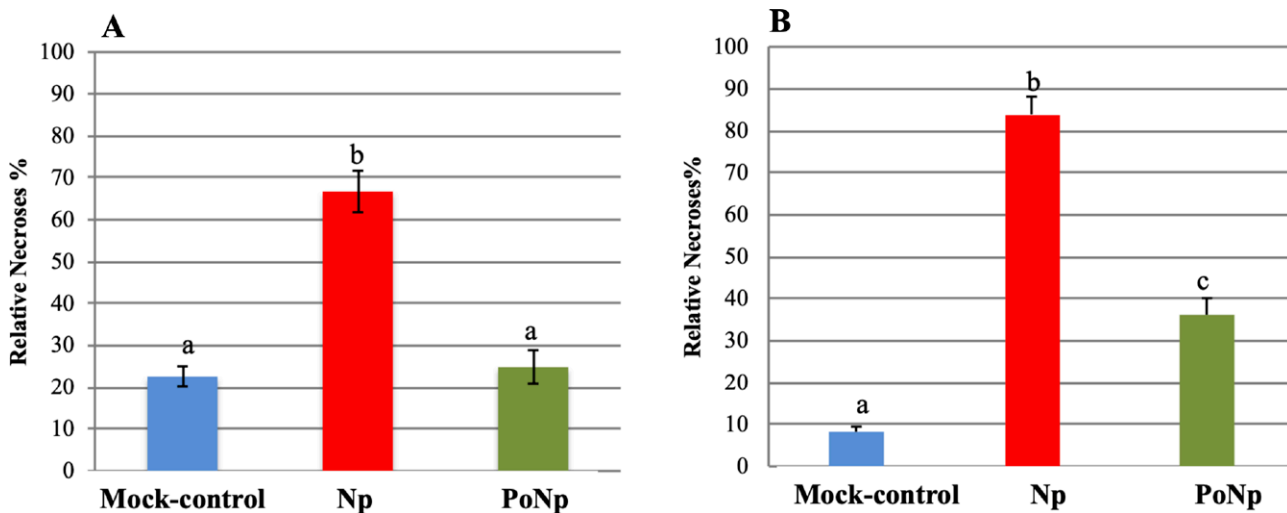 A
Relative Necroses %
100
90
80
70
60
50
40
30
20
10
0
a
b
a
Mock-control Np PoNp
B
Relative Necroses%
100
90
80
70
60
50
40
30
20
10
0
a
b
c
Mock-control Np PoNp